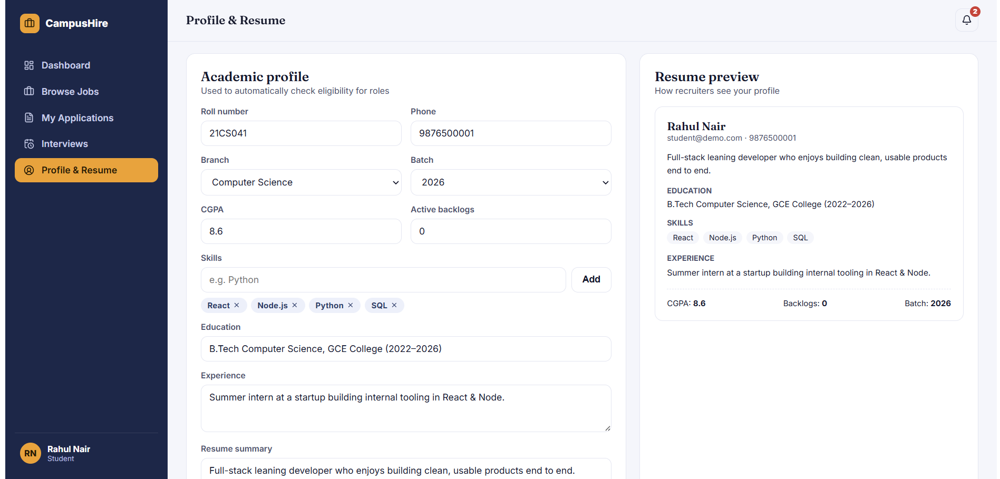 CampusHire
Dashboard
Browse Jobs
My Applications
Interviews
Profile & Resume
RN
Rahul Nair
Student
Profile & Resume
2
Academic profile
Used to automatically check eligibility for roles
Roll number
21CS041
Phone
9876500001
Branch
Computer Science
Batch
2026
CGPA
8.6
Active backlogs
0
Skills
e.g. Python
Add
React ×
Node.js ×
Python ×
SQL ×
Education
B.Tech Computer Science, GCE College (2022–2026)
Experience
Summer intern at a startup building internal tooling in React & Node.
Resume summary
Full-stack leaning developer who enjoys building clean, usable products end to end.
Resume preview
How recruiters see your profile
Rahul Nair
student@demo.com · 9876500001
Full-stack leaning developer who enjoys building clean, usable products
end to end.
EDUCATION
B.Tech Computer Science, GCE College (2022–2026)
SKILLS
React
Node.js
Python
SQL
EXPERIENCE
Summer intern at a startup building internal tooling in React & Node.
CGPA: 8.6
Backlogs: 0
Batch: 2026